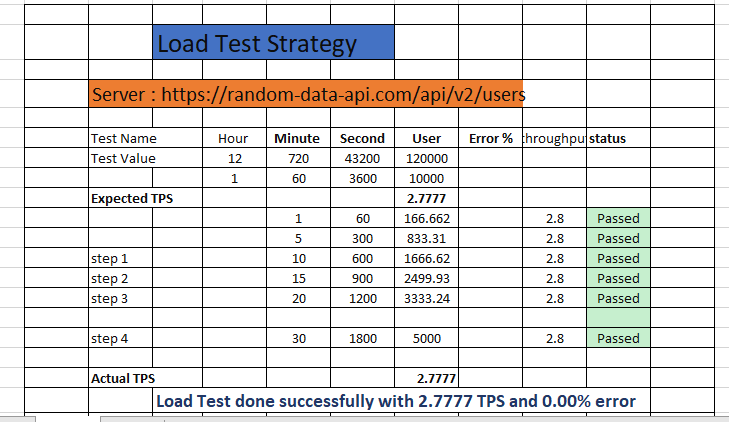 Load Test Strategy
Server : https://random-data-api.com/api/v2/users
Test Name Hour Minute Second User Error % throughpu status
Test Value 12 720 43200 120000
1 60 3600 10000
Expected TPS 2.7777
1 60 166.662 2.8 Passed
5 300 833.31 2.8 Passed
step 1 10 600 1666.62 2.8 Passed
step 2 15 900 2499.93 2.8 Passed
step 3 20 1200 3333.24 2.8 Passed
step 4 30 1800 5000 2.8 Passed
Actual TPS 2.7777
Load Test done successfully with 2.7777 TPS and 0.00% error